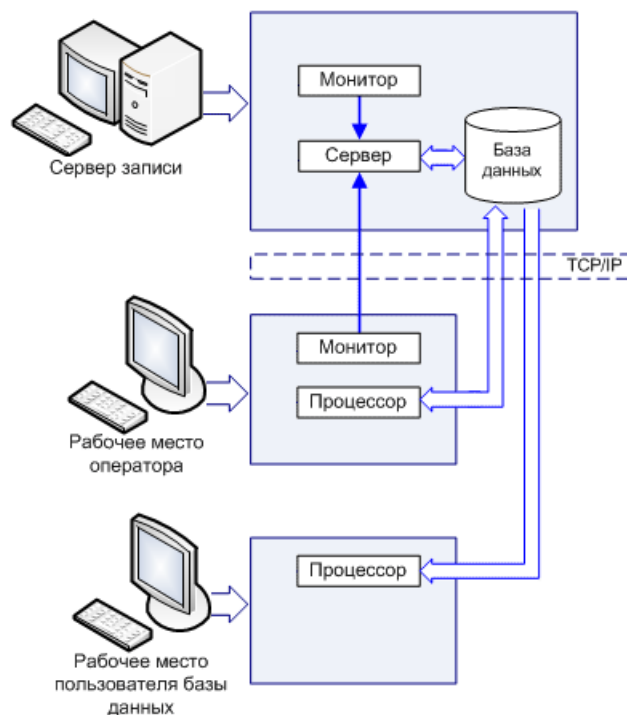 Монитор
Сервер
База
данных
Сервер записи
TCP/IP
Монитор
Процессор
Рабочее место
оператора
Процессор
Рабочее место
пользователя базы
данных